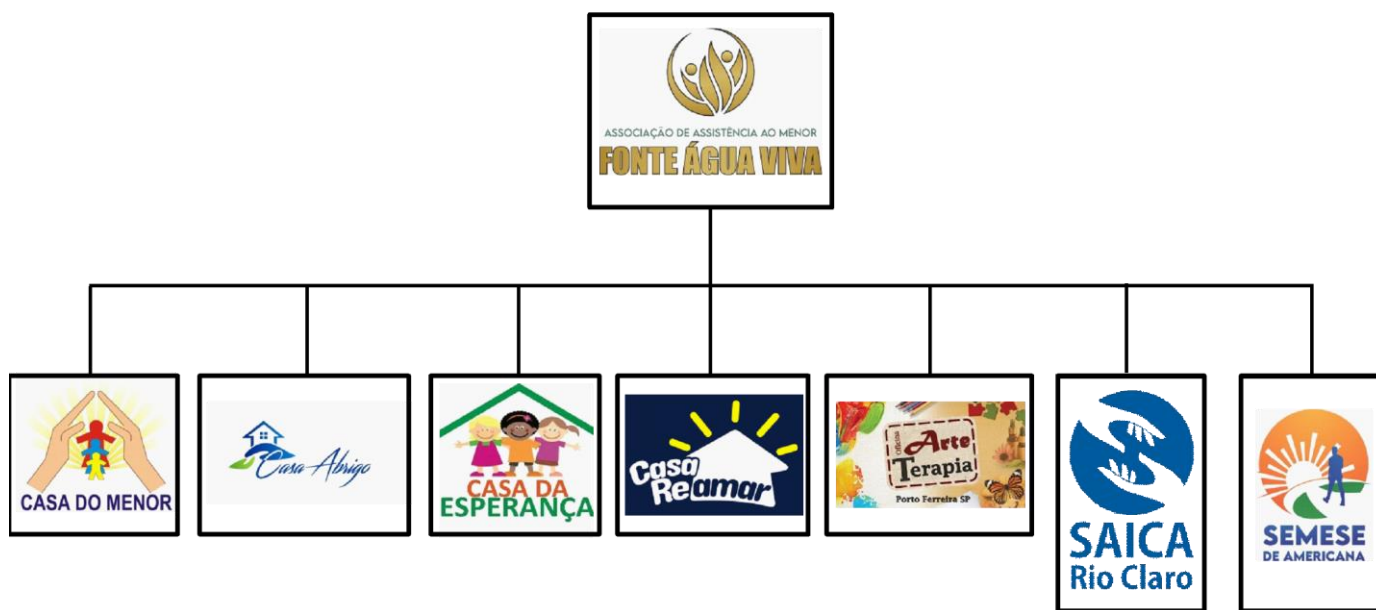 ASSOCIAÇÃO DE ASSISTÊNCIA AO MENOR
FONTE ÁGUA VIVA
CASA DO MENOR
Casa Abrigo
CASA DA
ESPERANÇA
Casa
Reamar
Oficina
Arte
Terapia
Porto Ferreira SP
SAICA
Rio Claro
SEMESE
DE AMERICANA